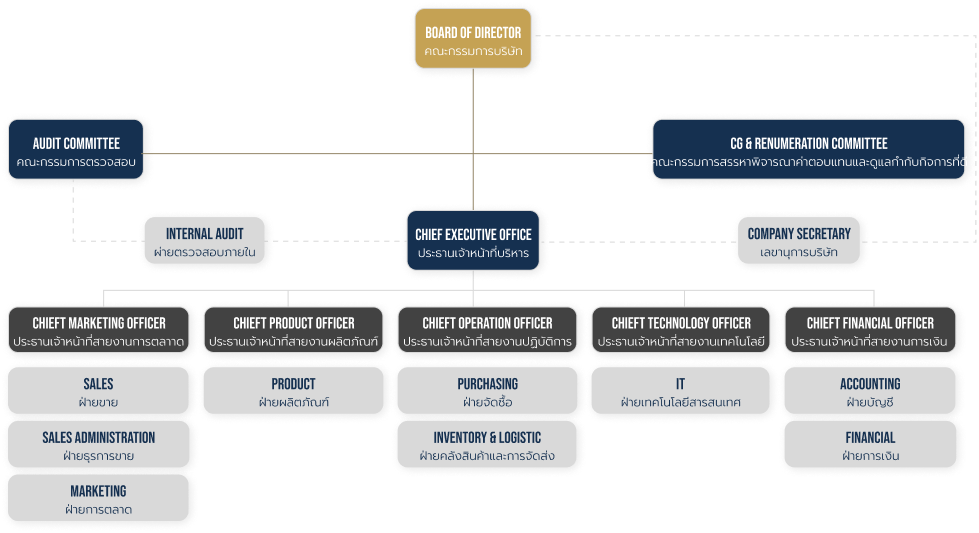 BOARD OF DIRECTOR
คณะกรรมการบริษัท
AUDIT COMMITTEE
คณะกรรมการตรวจสอบ
CG & RENUMERATION COMMITTEE
คณะกรรมการสรรหาพิจารณาค่าตอบแทนและดูแลกำกับกิจการที่ดี
INTERNAL AUDIT
ฝ่ายตรวจสอบภายใน
CHIEF EXECUTIVE OFFICE
ประธานเจ้าหน้าที่บริหาร
COMPANY SECRETARY
เลขานุการบริษัท
CHIEFT MARKETING OFFICER
ประธานเจ้าหน้าที่สายงานการตลาด
CHIEFT PRODUCT OFFICER
ประธานเจ้าหน้าที่สายงานผลิตภัณฑ์
CHIEFT OPERATION OFFICER
ประธานเจ้าหน้าที่สายงานปฏิบัติการ
CHIEFT TECHNOLOGY OFFICER
ประธานเจ้าหน้าที่สายงานเทคโนโลยี
CHIEFT FINANCIAL OFFICER
ประธานเจ้าหน้าที่สายงานการเงิน
SALES
ฝ่ายขาย
PRODUCT
ฝ่ายผลิตภัณฑ์
PURCHASING
ฝ่ายจัดซื้อ
IT
ฝ่ายเทคโนโลยีสารสนเทศ
ACCOUNTING
ฝ่ายบัญชี
SALES ADMINISTRATION
ฝ่ายธุรการขาย
INVENTORY & LOGISTIC
ฝ่ายคลังสินค้าและการจัดส่ง
FINANCIAL
ฝ่ายการเงิน
MARKETING
ฝ่ายการตลาด